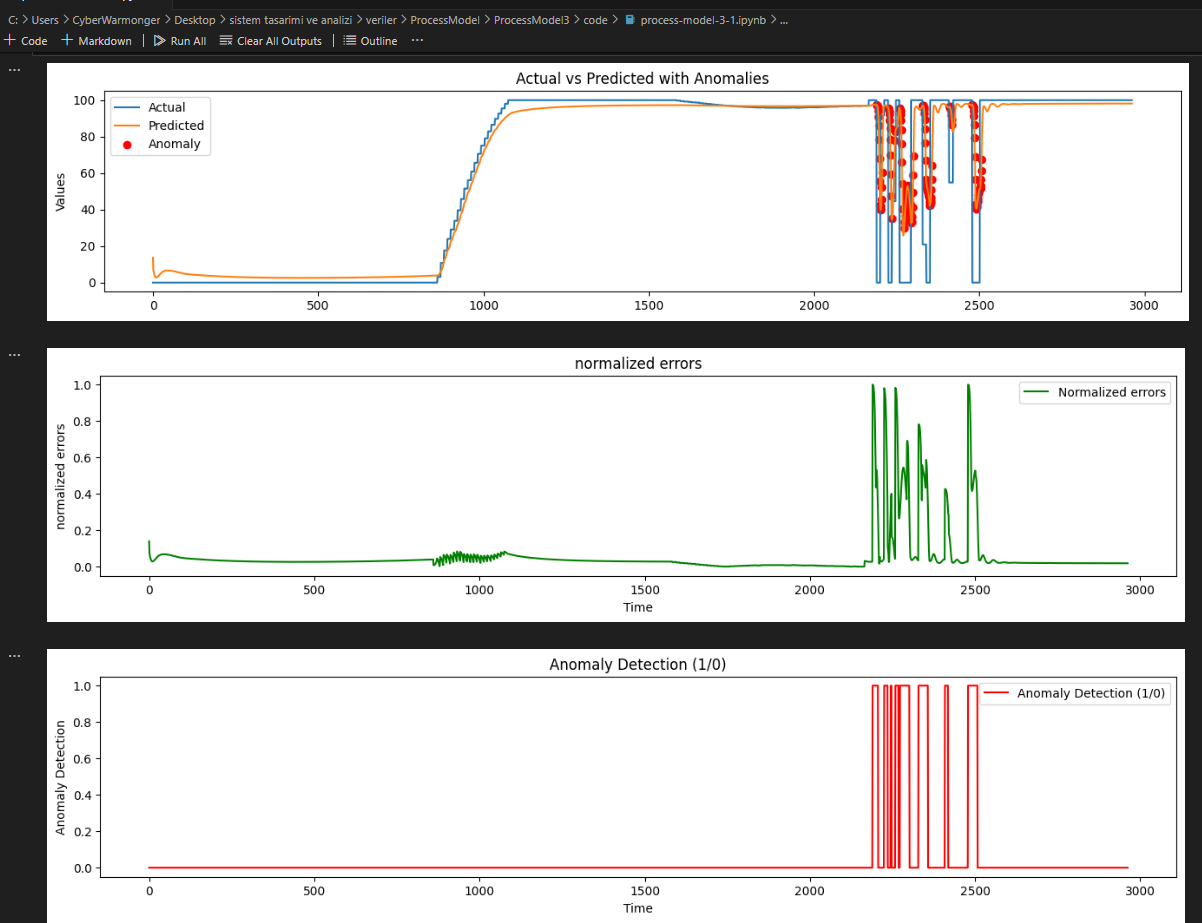 C: > Users > CyberWarmonger > Desktop > sistem tasarimi ve analizi > veriler > ProcessModel > ProcessModel3 > code > process-model-3-1.ipynb > ...
+ Code + Markdown | Run All Clear All Outputs | Outline ...
...
Actual vs Predicted with Anomalies
Actual
Predicted
Anomaly
Values
100
80
60
40
20
0
0 500 1000 1500 2000 2500 3000
...
normalized errors
Normalized errors
normalized errors
1.0
0.8
0.6
0.4
0.2
0.0
0 500 1000 1500 2000 2500 3000
Time
...
Anomaly Detection (1/0)
Anomaly Detection (1/0)
Anomaly Detection
1.0
0.8
0.6
0.4
0.2
0.0
0 500 1000 1500 2000 2500 3000
Time